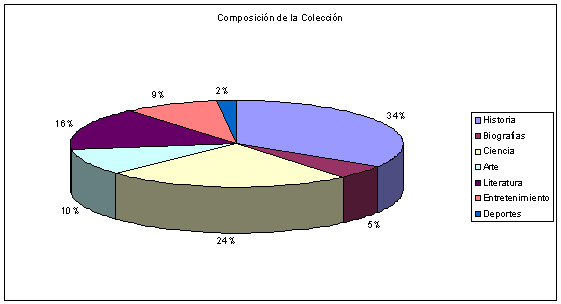 Composición de la Colección
2%
9%
34%
16%
10%
24%
5%
Historia
Biografías
Ciencia
Arte
Literatura
Entretenimiento
Deportes